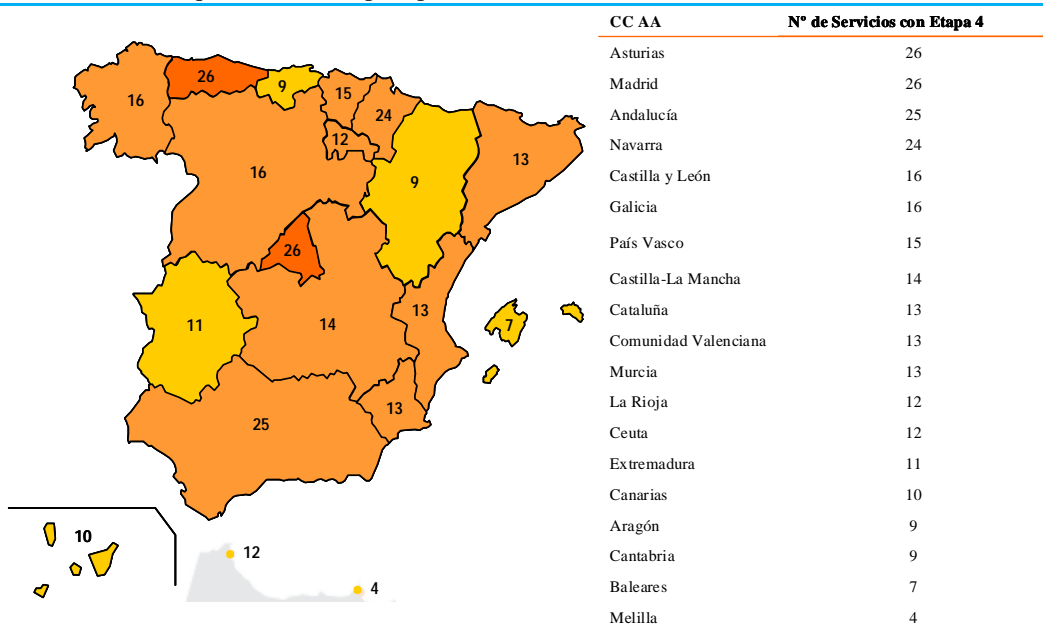 CC AA Nº de Servicios con Etapa 4
Asturias 26
Madrid 26
Andalucía 25
Navarra 24
Castilla y León 16
Galicia 16
País Vasco 15
Castilla-La Mancha 14
Cataluña 13
Comunidad Valenciana 13
Murcia 13
La Rioja 12
Ceuta 12
Extremadura 11
Canarias 10
Aragón 9
Cantabria 9
Baleares 7
Melilla 4
26
9
16
15
24
12
13
16
9
26
11
14
13
7
13
25
10
12
4